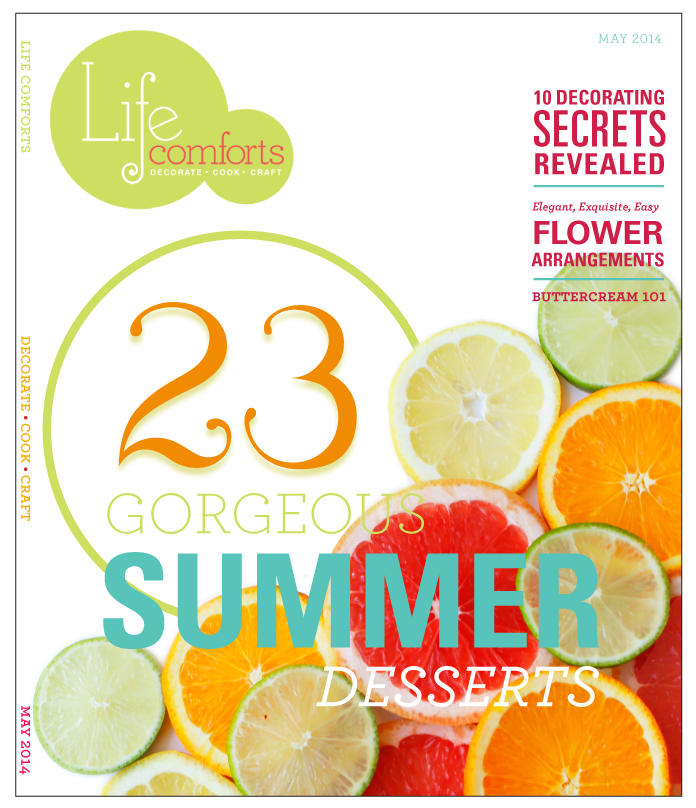 LIFE COMFORTS
DECORATE • COOK • CRAFT
MAY 2014
Life
comforts
DECORATE • COOK • CRAFT
MAY 2014
10 DECORATING
SECRETS
REVEALED
Elegant, Exquisite, Easy
FLOWER
ARRANGEMENTS
BUTTERCREAM 101
23
GORGEOUS
SUMMER
DESSERTS